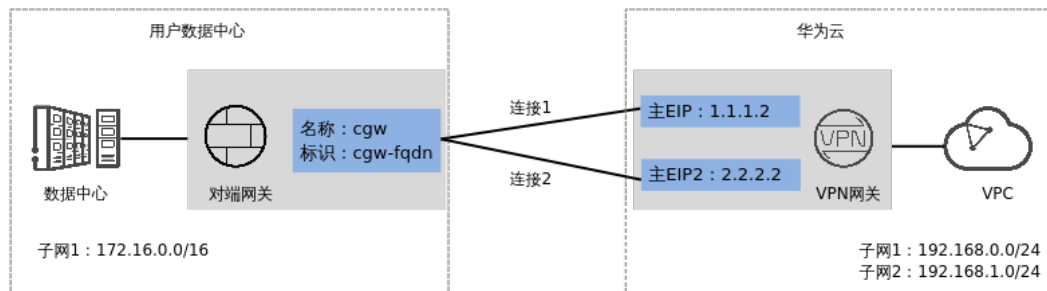 用户数据中心
华为云
连接1
主EIP：1.1.1.2
VPN
名称：cgw
标识：cgw-fqdn
连接2
主EIP2：2.2.2.2
数据中心
对端网关
VPN网关
VPC
子网1：172.16.0.0/16
子网1：192.168.0.0/24
子网2：192.168.1.0/24